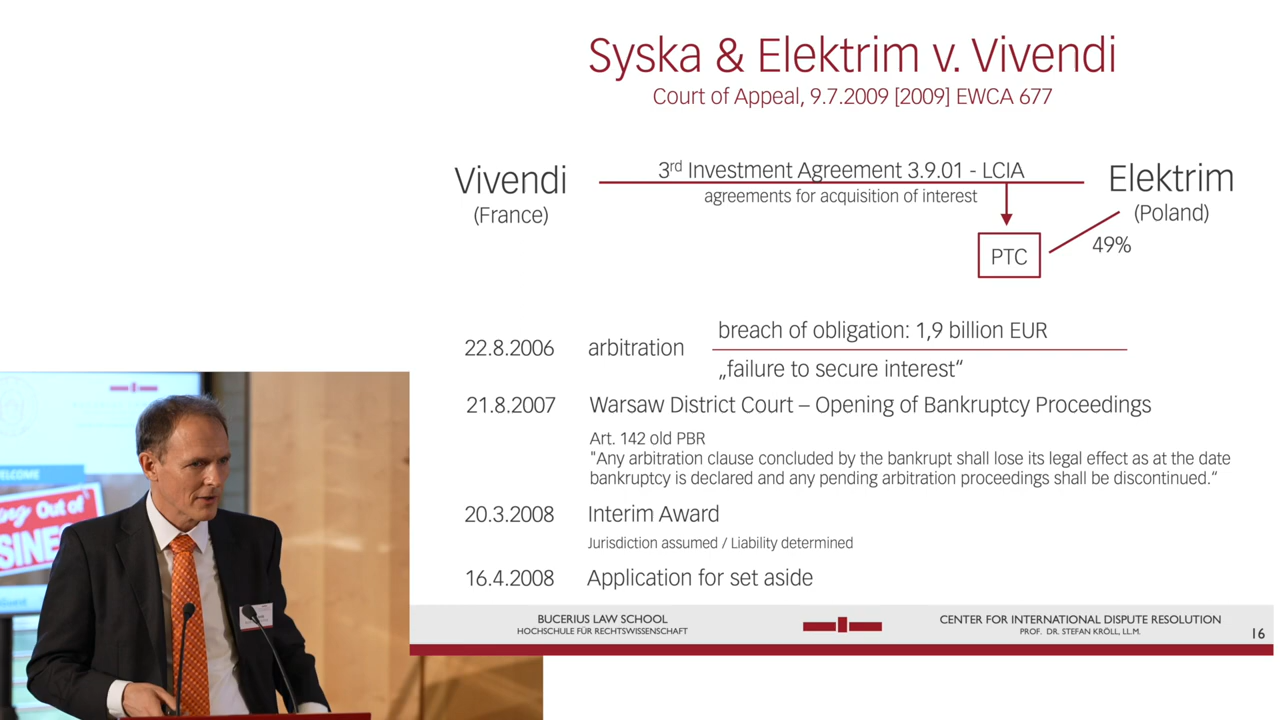 Syska & Elektrim v. Vivendi
Court of Appeal, 9.7.2009 [2009] EWCA 677
Vivendi
(France)
3rd Investment Agreement 3.9.01 - LCIA
agreements for acquisition of interest
Elektrim
(Poland)
PTC
49%
22.8.2006 arbitration
breach of obligation: 1,9 billion EUR
„failure to secure interest“
21.8.2007 Warsaw District Court – Opening of Bankruptcy Proceedings
Art. 142 old PBR
"Any arbitration clause concluded by the bankrupt shall lose its legal effect as at the date
bankruptcy is declared and any pending arbitration proceedings shall be discontinued.“
20.3.2008 Interim Award
Jurisdiction assumed / Liability determined
16.4.2008 Application for set aside
BUCERIUS LAW SCHOOL
HOCHSCHULE FÜR RECHTSWISSENSCHAFT
CENTER FOR INTERNATIONAL DISPUTE RESOLUTION
PROF. DR. STEFAN KRÖLL, LL.M.
16
Out of